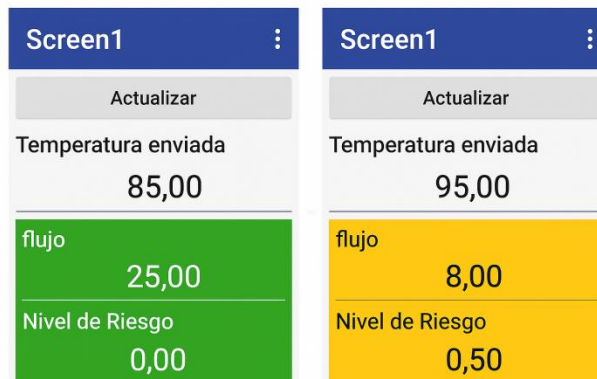 Screen1
Actualizar
Temperatura enviada
85,00
flujo
25,00
Nivel de Riesgo
0,00
Screen1
Actualizar
Temperatura enviada
95,00
flujo
8,00
Nivel de Riesgo
0,50